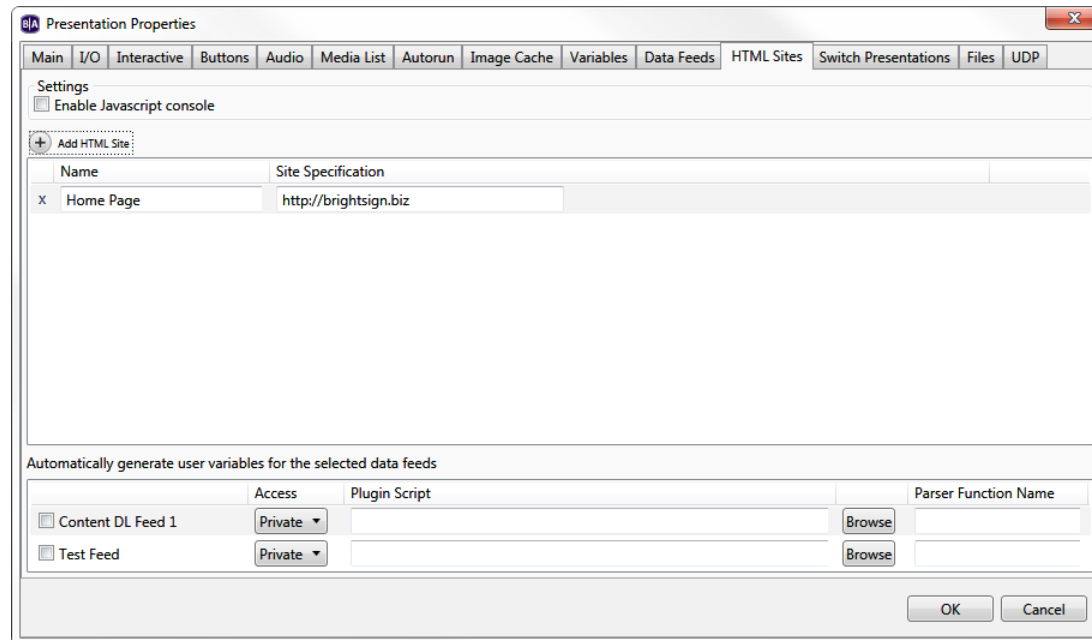 B|A Presentation Properties
Main I/O Interactive Buttons Audio Media List Autorun Image Cache Variables Data Feeds HTML Sites Switch Presentations Files UDP
Settings
Enable Javascript console
+ Add HTML Site
Name Site Specification
x Home Page http://brightsign.biz
Automatically generate user variables for the selected data feeds
Access Plugin Script Parser Function Name
Content DL Feed 1 Private Browse
Test Feed Private Browse
OK Cancel